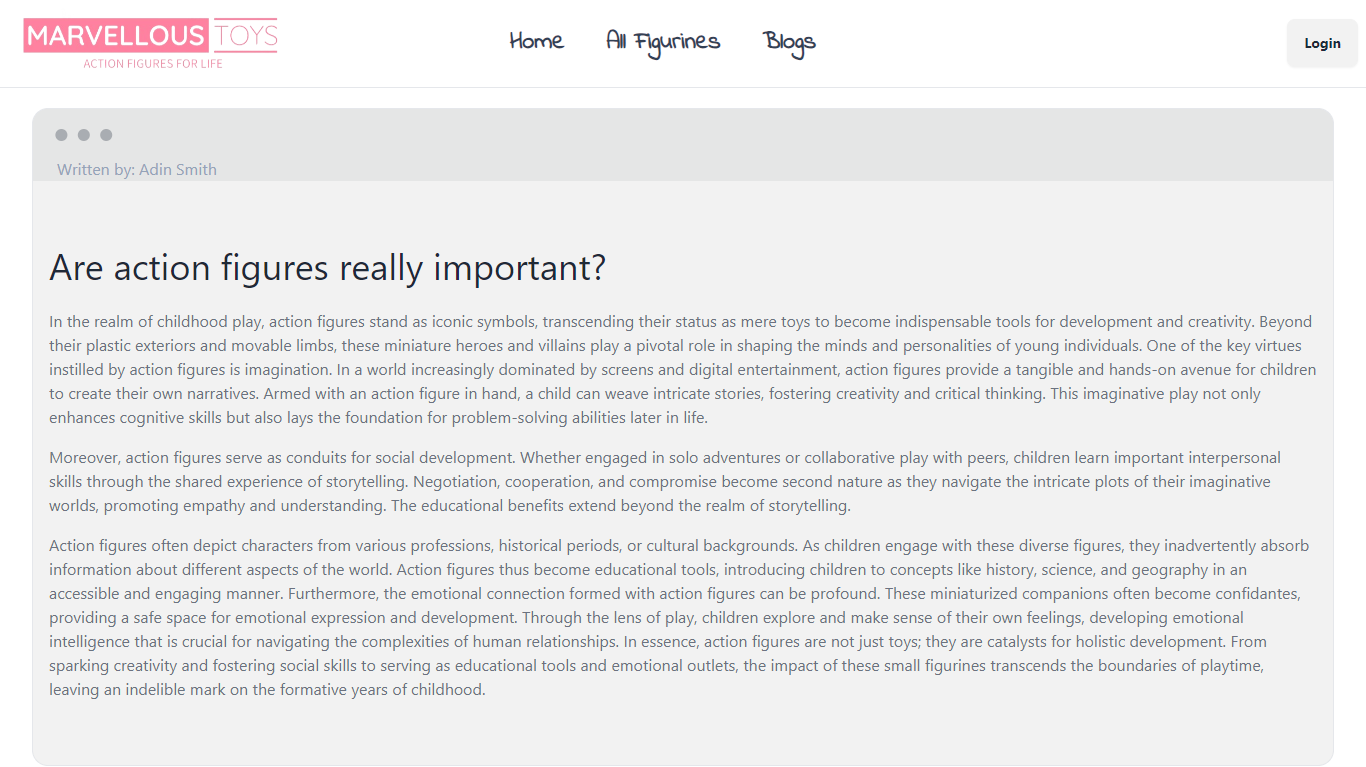 MARVELLOUS TOYS
ACTION FIGURES FOR LIFE
Home All Figurines Blogs
Login
Written by: Adin Smith
Are action figures really important?
In the realm of childhood play, action figures stand as iconic symbols, transcending their status as mere toys to become indispensable tools for development and creativity. Beyond
their plastic exteriors and movable limbs, these miniature heroes and villains play a pivotal role in shaping the minds and personalities of young individuals. One of the key virtues
instilled by action figures is imagination. In a world increasingly dominated by screens and digital entertainment, action figures provide a tangible and hands-on avenue for children
to create their own narratives. Armed with an action figure in hand, a child can weave intricate stories, fostering creativity and critical thinking. This imaginative play not only
enhances cognitive skills but also lays the foundation for problem-solving abilities later in life.
Moreover, action figures serve as conduits for social development. Whether engaged in solo adventures or collaborative play with peers, children learn important interpersonal
skills through the shared experience of storytelling. Negotiation, cooperation, and compromise become second nature as they navigate the intricate plots of their imaginative
worlds, promoting empathy and understanding. The educational benefits extend beyond the realm of storytelling.
Action figures often depict characters from various professions, historical periods, or cultural backgrounds. As children engage with these diverse figures, they inadvertently absorb
information about different aspects of the world. Action figures thus become educational tools, introducing children to concepts like history, science, and geography in an
accessible and engaging manner. Furthermore, the emotional connection formed with action figures can be profound. These miniaturized companions often become confidantes,
providing a safe space for emotional expression and development. Through the lens of play, children explore and make sense of their own feelings, developing emotional
intelligence that is crucial for navigating the complexities of human relationships. In essence, action figures are not just toys; they are catalysts for holistic development. From
sparking creativity and fostering social skills to serving as educational tools and emotional outlets, the impact of these small figurines transcends the boundaries of playtime,
leaving an indelible mark on the formative years of childhood.